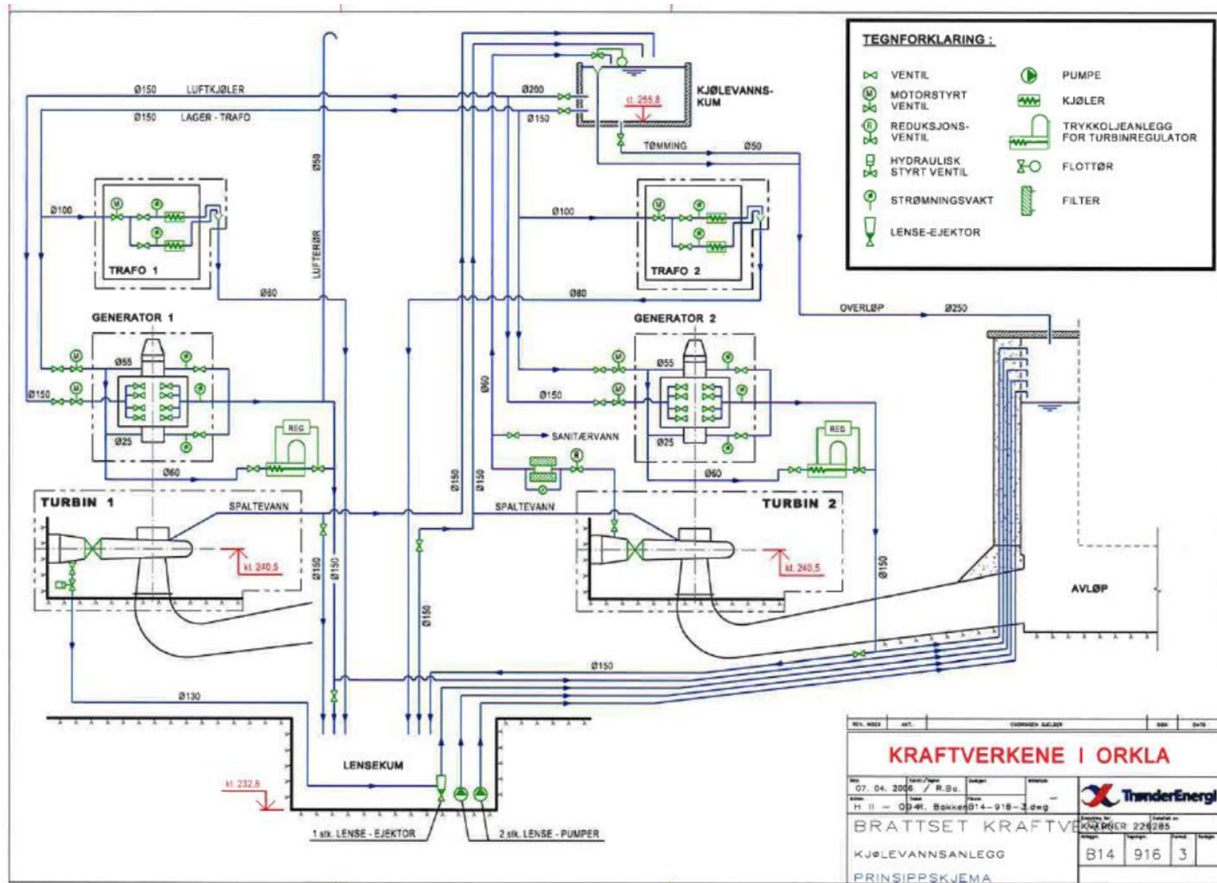 TEGNFORKLARING :
VENTIL
PUMPE
M
MOTORSTYRT
VENTIL
KJØLER
R
REDUKSJONS-
VENTIL
TRYKKOLJEANLEGG
FOR TURBINREGULATOR
HYDRAULISK
STYRT VENTIL
FLOTTØR
STRØMNINGSVAKT
FILTER
LENSE-EJEKTOR
Ø150 LUFTKJØLER
Ø200
KJØLEVANNS-
KUM
kt. 255,8
Ø150 LAGER - TRAFO
Ø150
TØMMING
Ø50
Ø50
LUFTERØR
M
Ø100
TRAFO 1
M
Ø100
TRAFO 2
Ø60
Ø80
OVERLØP
Ø250
GENERATOR 1
GENERATOR 2
M
Ø55
M
Ø55
Ø60
Ø150
M
Ø150
M
Ø25
REG
SANITÆRVANN
Ø25
REG
Ø60
R
Ø60
Ø150
Ø150
TURBIN 1
SPALTEVANN
SPALTEVANN
TURBIN 2
kt. 240,5
kt. 240,5
Ø150
Ø150
Ø150
Ø150
AVLØP
Ø150
Ø130
LENSEKUM
kt. 232,8
1 stk. LENSE - EJEKTOR
2 stk. LENSE - PUMPER
KRAFTVERKENE I ORKLA
07. 04. 2006 / R.Bo.
TrønderEnergi
BRATTSET
KJØLEVANNSANLEGG
B14 916 3
PRINSIPPSKJEMA